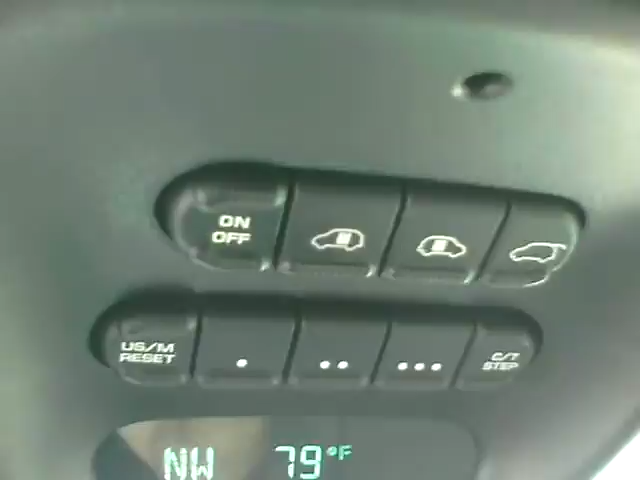 ON
OFF
US/M
RESET
C/T
STEP
NW 79°F